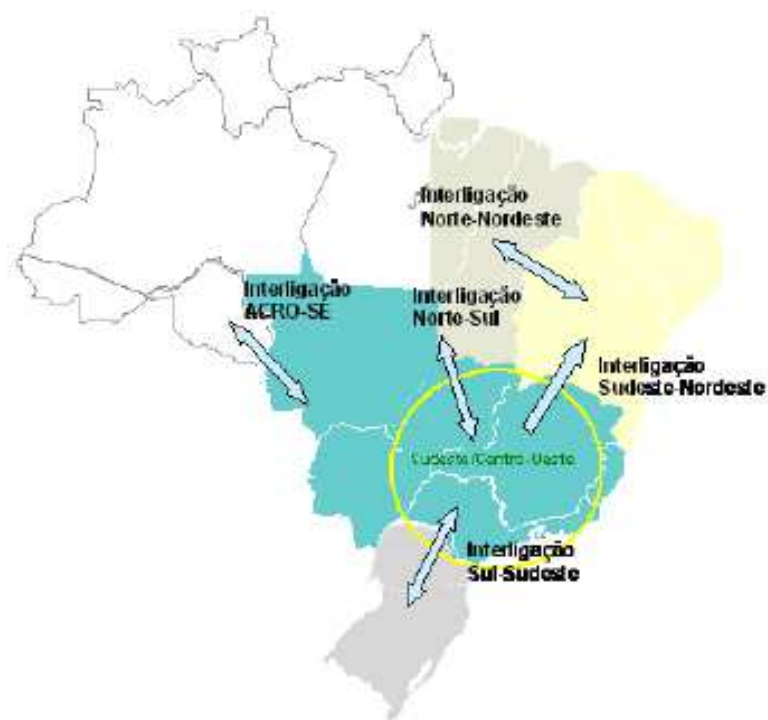 Interligação
Norte-Nordeste
Interligação
ACRO-SE
Interligação
Norte-Sul
Interligação
Sudeste-Nordeste
Sudeste/Centro-Oeste
Interligação
Sul-Sudeste